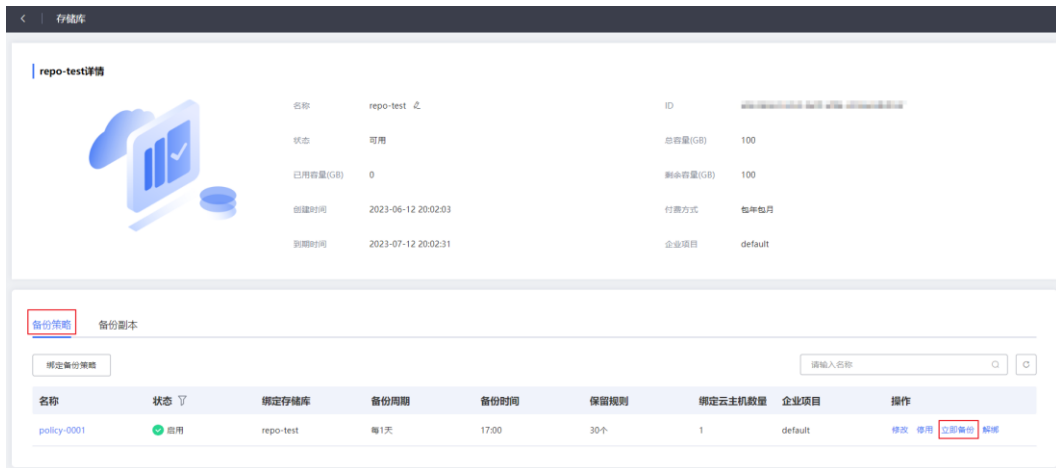 存储库
repo-test详情
名称 repo-test ID
状态 可用 总容量(GB) 100
已用容量(GB) 0 剩余容量(GB) 100
创建时间 2023-06-12 20:02:03 付费方式 包年包月
到期时间 2023-07-12 20:02:31 企业项目 default
备份策略 备份副本
绑定备份策略 请输入名称
名称 状态 绑定存储库 备份周期 备份时间 保留规则 绑定云主机数量 企业项目 操作
policy-0001 启用 repo-test 每1天 17:00 30个 1 default 修改 停用 立即备份 解绑